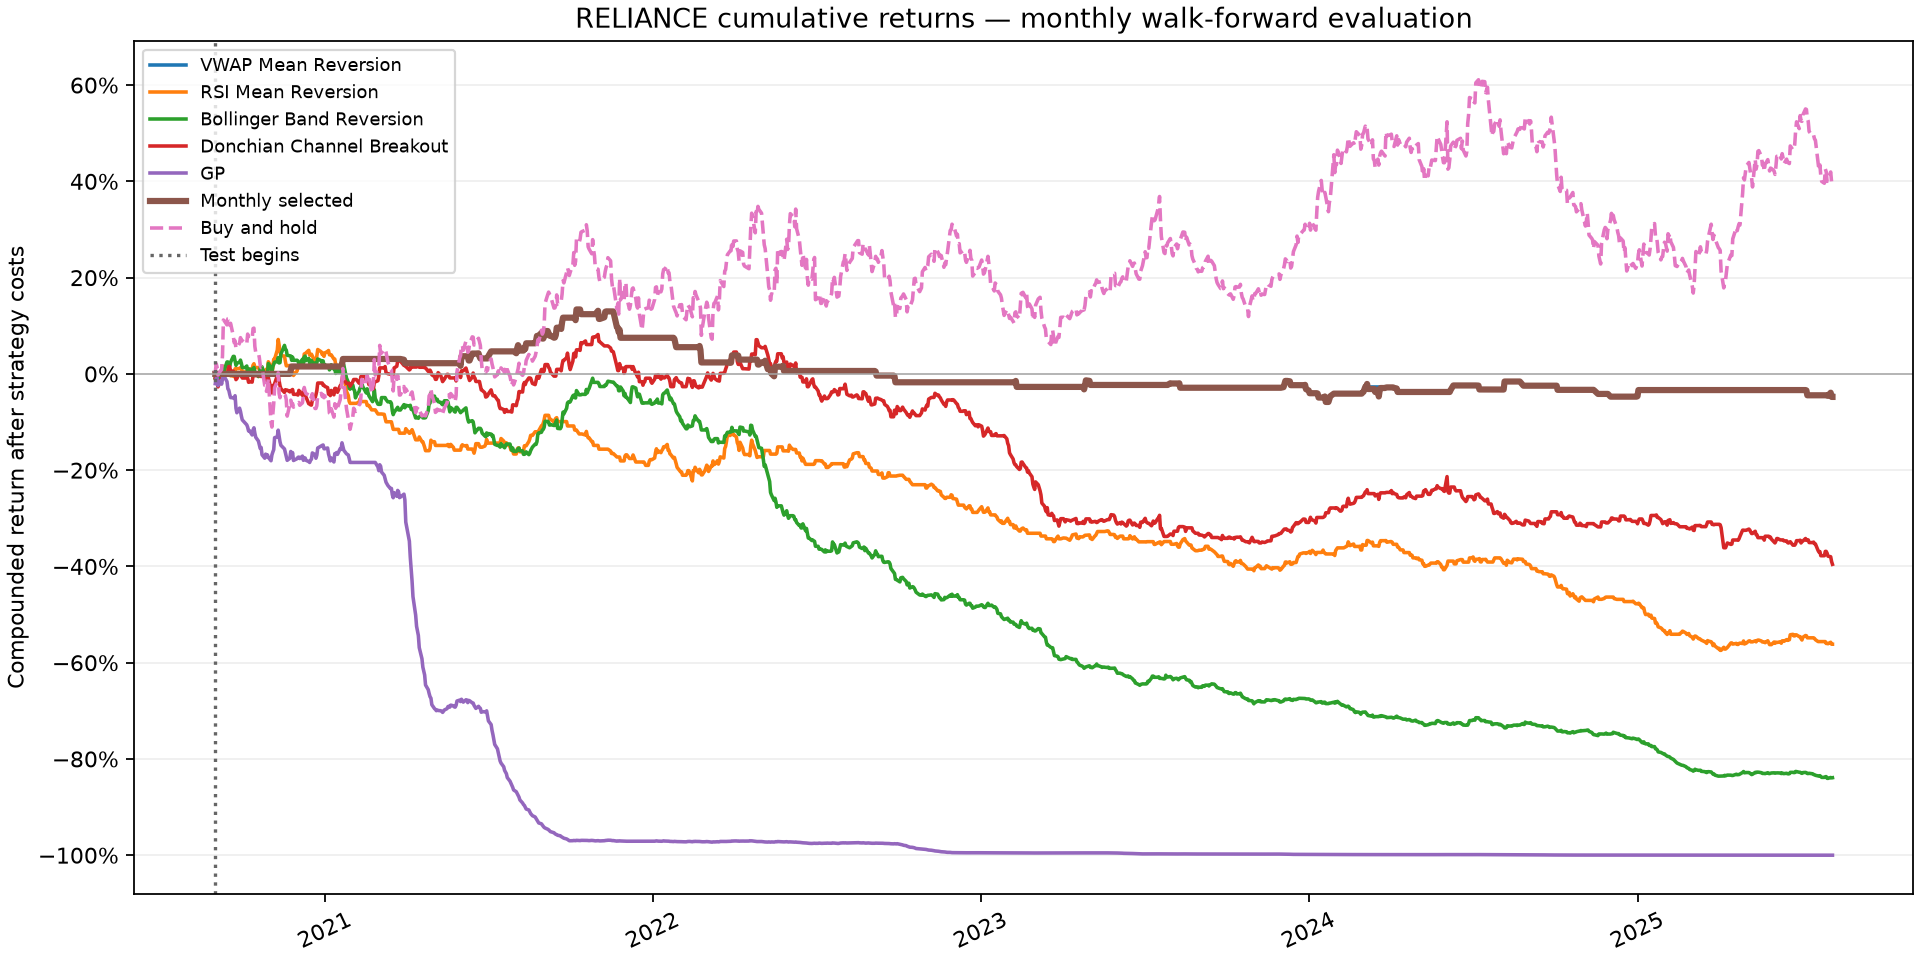 RELIANCE cumulative returns — monthly walk-forward evaluation
VWAP Mean Reversion
RSI Mean Reversion
Bollinger Band Reversion
Donchian Channel Breakout
GP
Monthly selected
Buy and hold
Test begins
Compounded return after strategy costs
60%
40%
20%
0%
−20%
−40%
−60%
−80%
−100%
2021
2022
2023
2024
2025